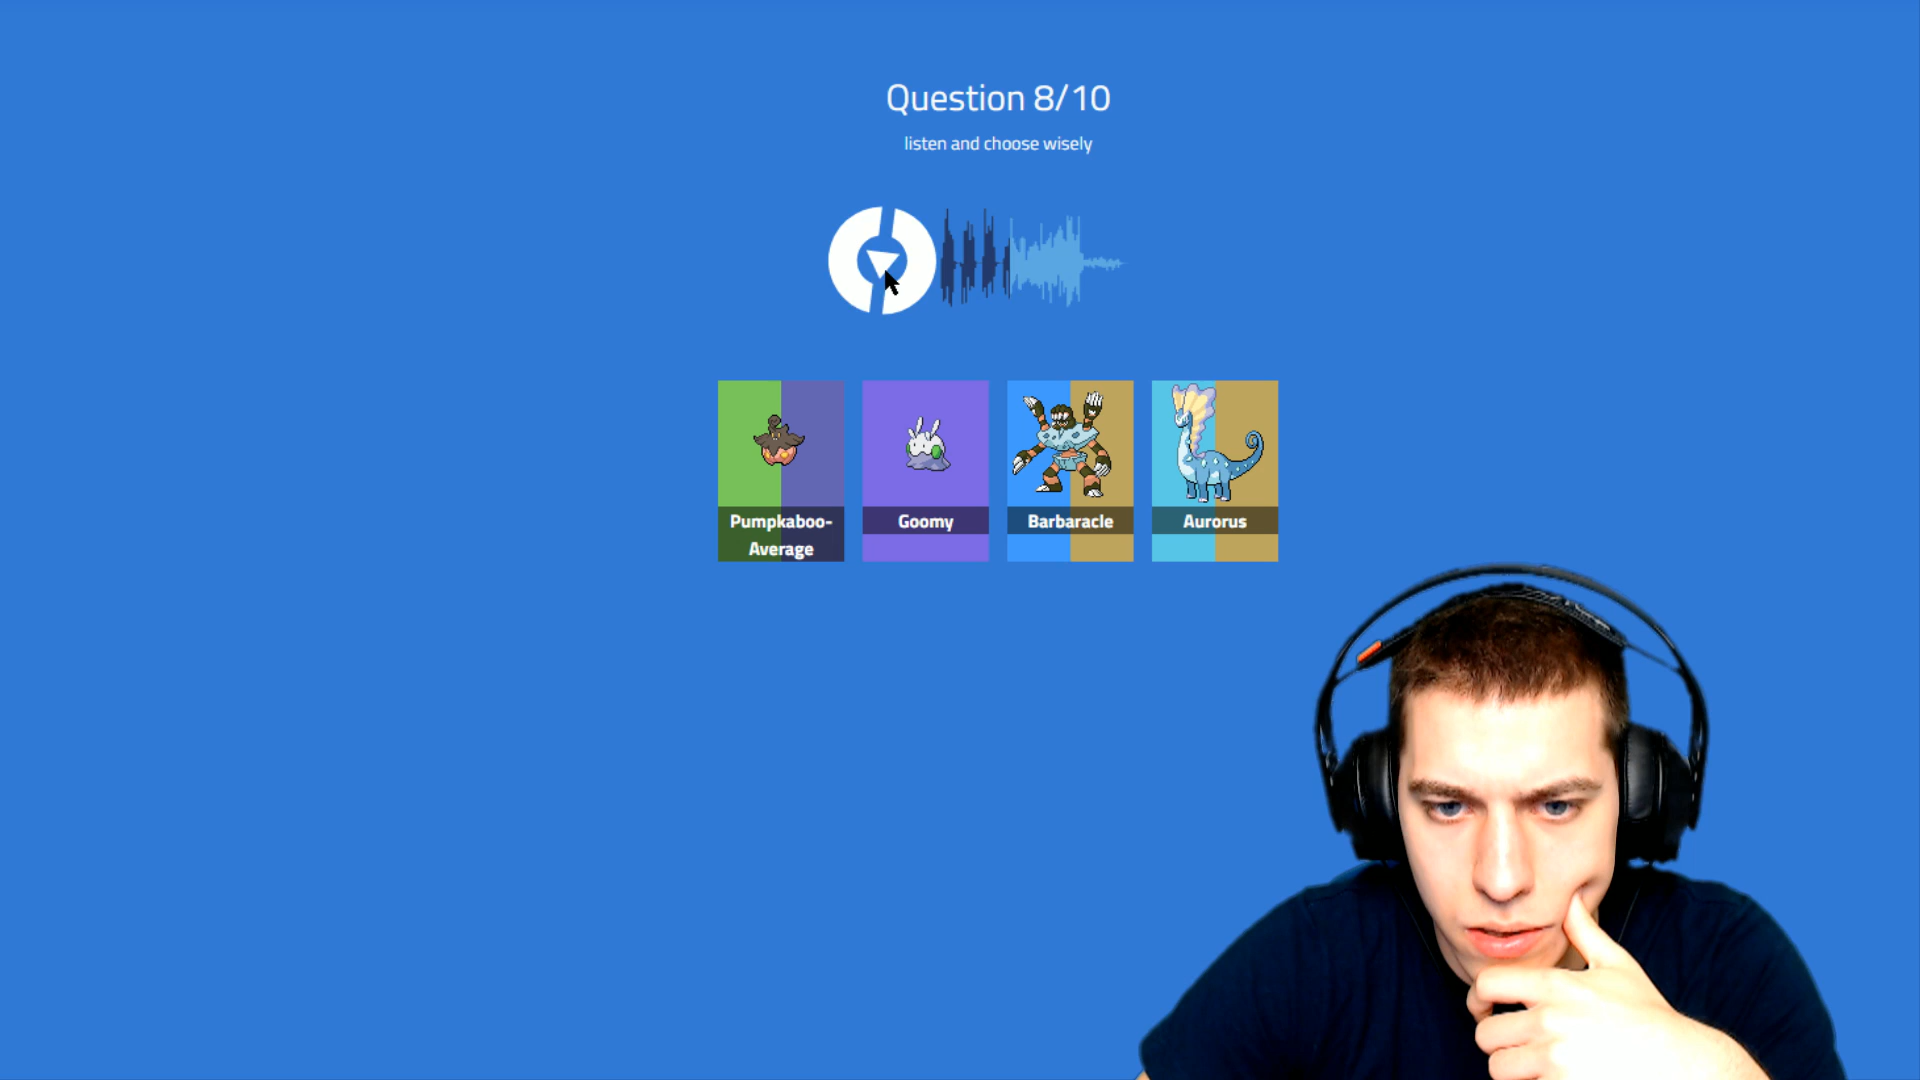 Question 8/10
listen and choose wisely
Pumpkaboo-
Average
Goomy
Barbaracle
Aurorus